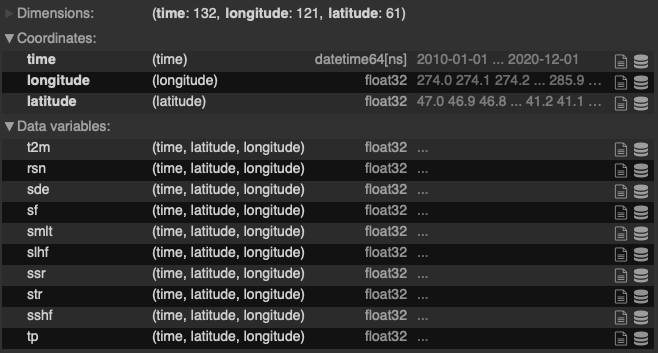 ▶ Dimensions: (time: 132, longitude: 121, latitude: 61)
▼ Coordinates:
time (time) datetime64[ns] 2010-01-01 ... 2020-12-01
longitude (longitude) float32 274.0 274.1 274.2 ... 285.9 ...
latitude (latitude) float32 47.0 46.9 46.8 ... 41.2 41.1 ...
▼ Data variables:
t2m (time, latitude, longitude) float32 ...
rsn (time, latitude, longitude) float32 ...
sde (time, latitude, longitude) float32 ...
sf (time, latitude, longitude) float32 ...
smlt (time, latitude, longitude) float32 ...
slhf (time, latitude, longitude) float32 ...
ssr (time, latitude, longitude) float32 ...
str (time, latitude, longitude) float32 ...
sshf (time, latitude, longitude) float32 ...
tp (time, latitude, longitude) float32 ...